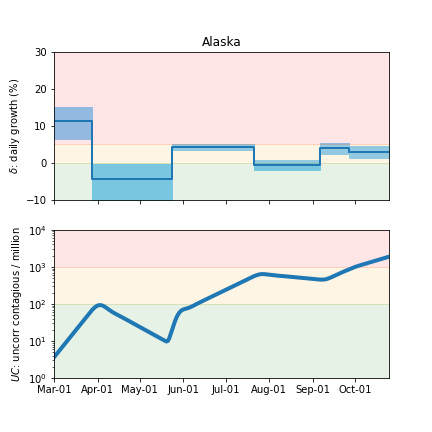 Alaska
30
20
10
0
−10
δ: daily growth (%)
10⁴
10³
10²
10¹
10⁰
UC: uncorr contagious / million
Mar-01 Apr-01 May-01 Jun-01 Jul-01 Aug-01 Sep-01 Oct-01